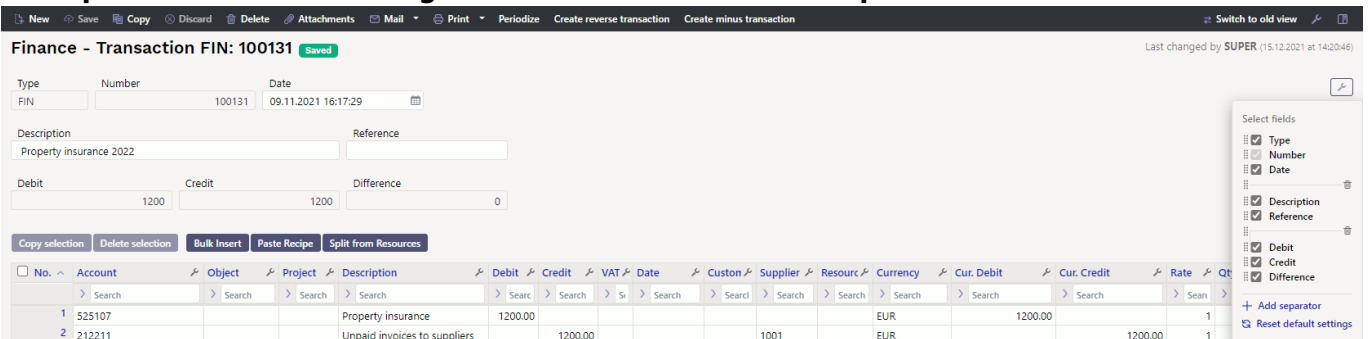 New Save Copy Discard Delete Attachments Mail Print Periodize Create reverse transaction Create minus transaction Switch to old view
Finance - Transaction FIN: 100131 Saved Last changed by SUPER (15.12.2021 at 14:20:46)
Type Number Date
FIN 100131 09.11.2021 16:17:29
Select fields
Description Reference
Type
Property insurance 2022
Number
Date
Debit Credit Difference
1200 1200 0
Description
Reference
Copy selection Delete selection Bulk Insert Paste Recipe Split from Resources
Debit
Credit
Difference
No. Account Object Project Description Debit Credit VAT Date Custon Supplier Resourc Currency Cur. Debit Cur. Credit Rate Qt
Search Search Search Search Searc Search Se Search Searcl Search Search Search Search Search Sean
Add separator
1 525107 Property insurance 1200.00 EUR 1200.00 1
Reset default settings
2 212211 Unpaid invoices to suppliers 1200.00 1001 EUR 1200.00 1